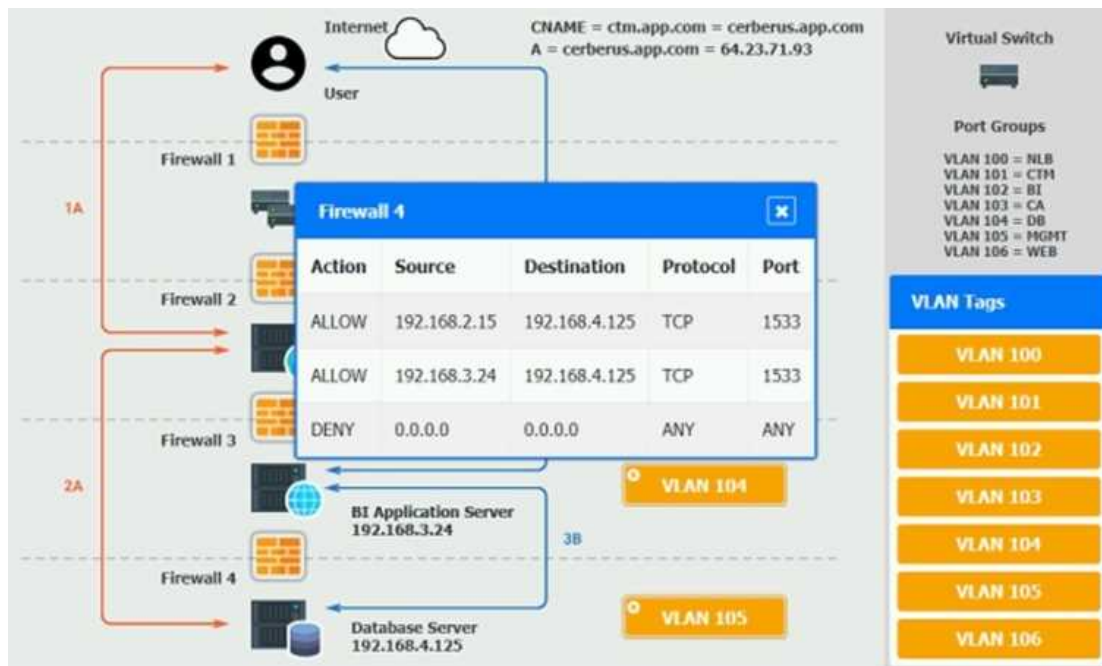 Internet
CNAME = ctm.app.com = cerberus.app.com
A = cerberus.app.com = 64.23.71.93
User
Firewall 1
1A
Firewall 4
Action Source Destination Protocol Port
ALLOW 192.168.2.15 192.168.4.125 TCP 1533
ALLOW 192.168.3.24 192.168.4.125 TCP 1533
DENY 0.0.0.0 0.0.0.0 ANY ANY
Firewall 2
Firewall 3
2A
BI Application Server
192.168.3.24
VLAN 104
3B
Firewall 4
Database Server
192.168.4.125
VLAN 105
Virtual Switch
Port Groups
VLAN 100 = NLB
VLAN 101 = CTM
VLAN 102 = BI
VLAN 103 = CA
VLAN 104 = DB
VLAN 105 = MGMT
VLAN 106 = WEB
VLAN Tags
VLAN 100
VLAN 101
VLAN 102
VLAN 103
VLAN 104
VLAN 105
VLAN 106